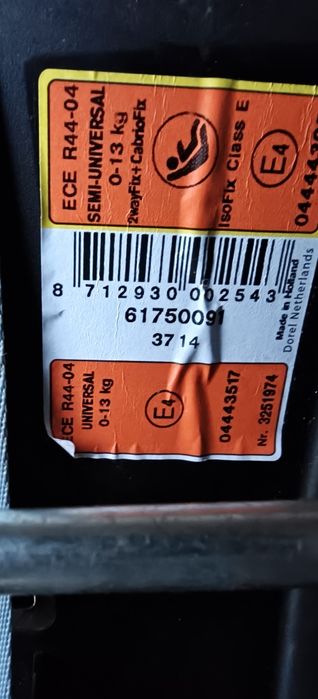 ECE R44-04
SEMI-UNIVERSAL
0-13 kg
2wayFix+CabrioFix
IsoFix Class E
E4
8 712930 002543
61750091
3714
Made in Holland
Dorel Netherlands
ECE R44-04
UNIVERSAL
0-13 kg
E4
04443517
Nr. 3251974